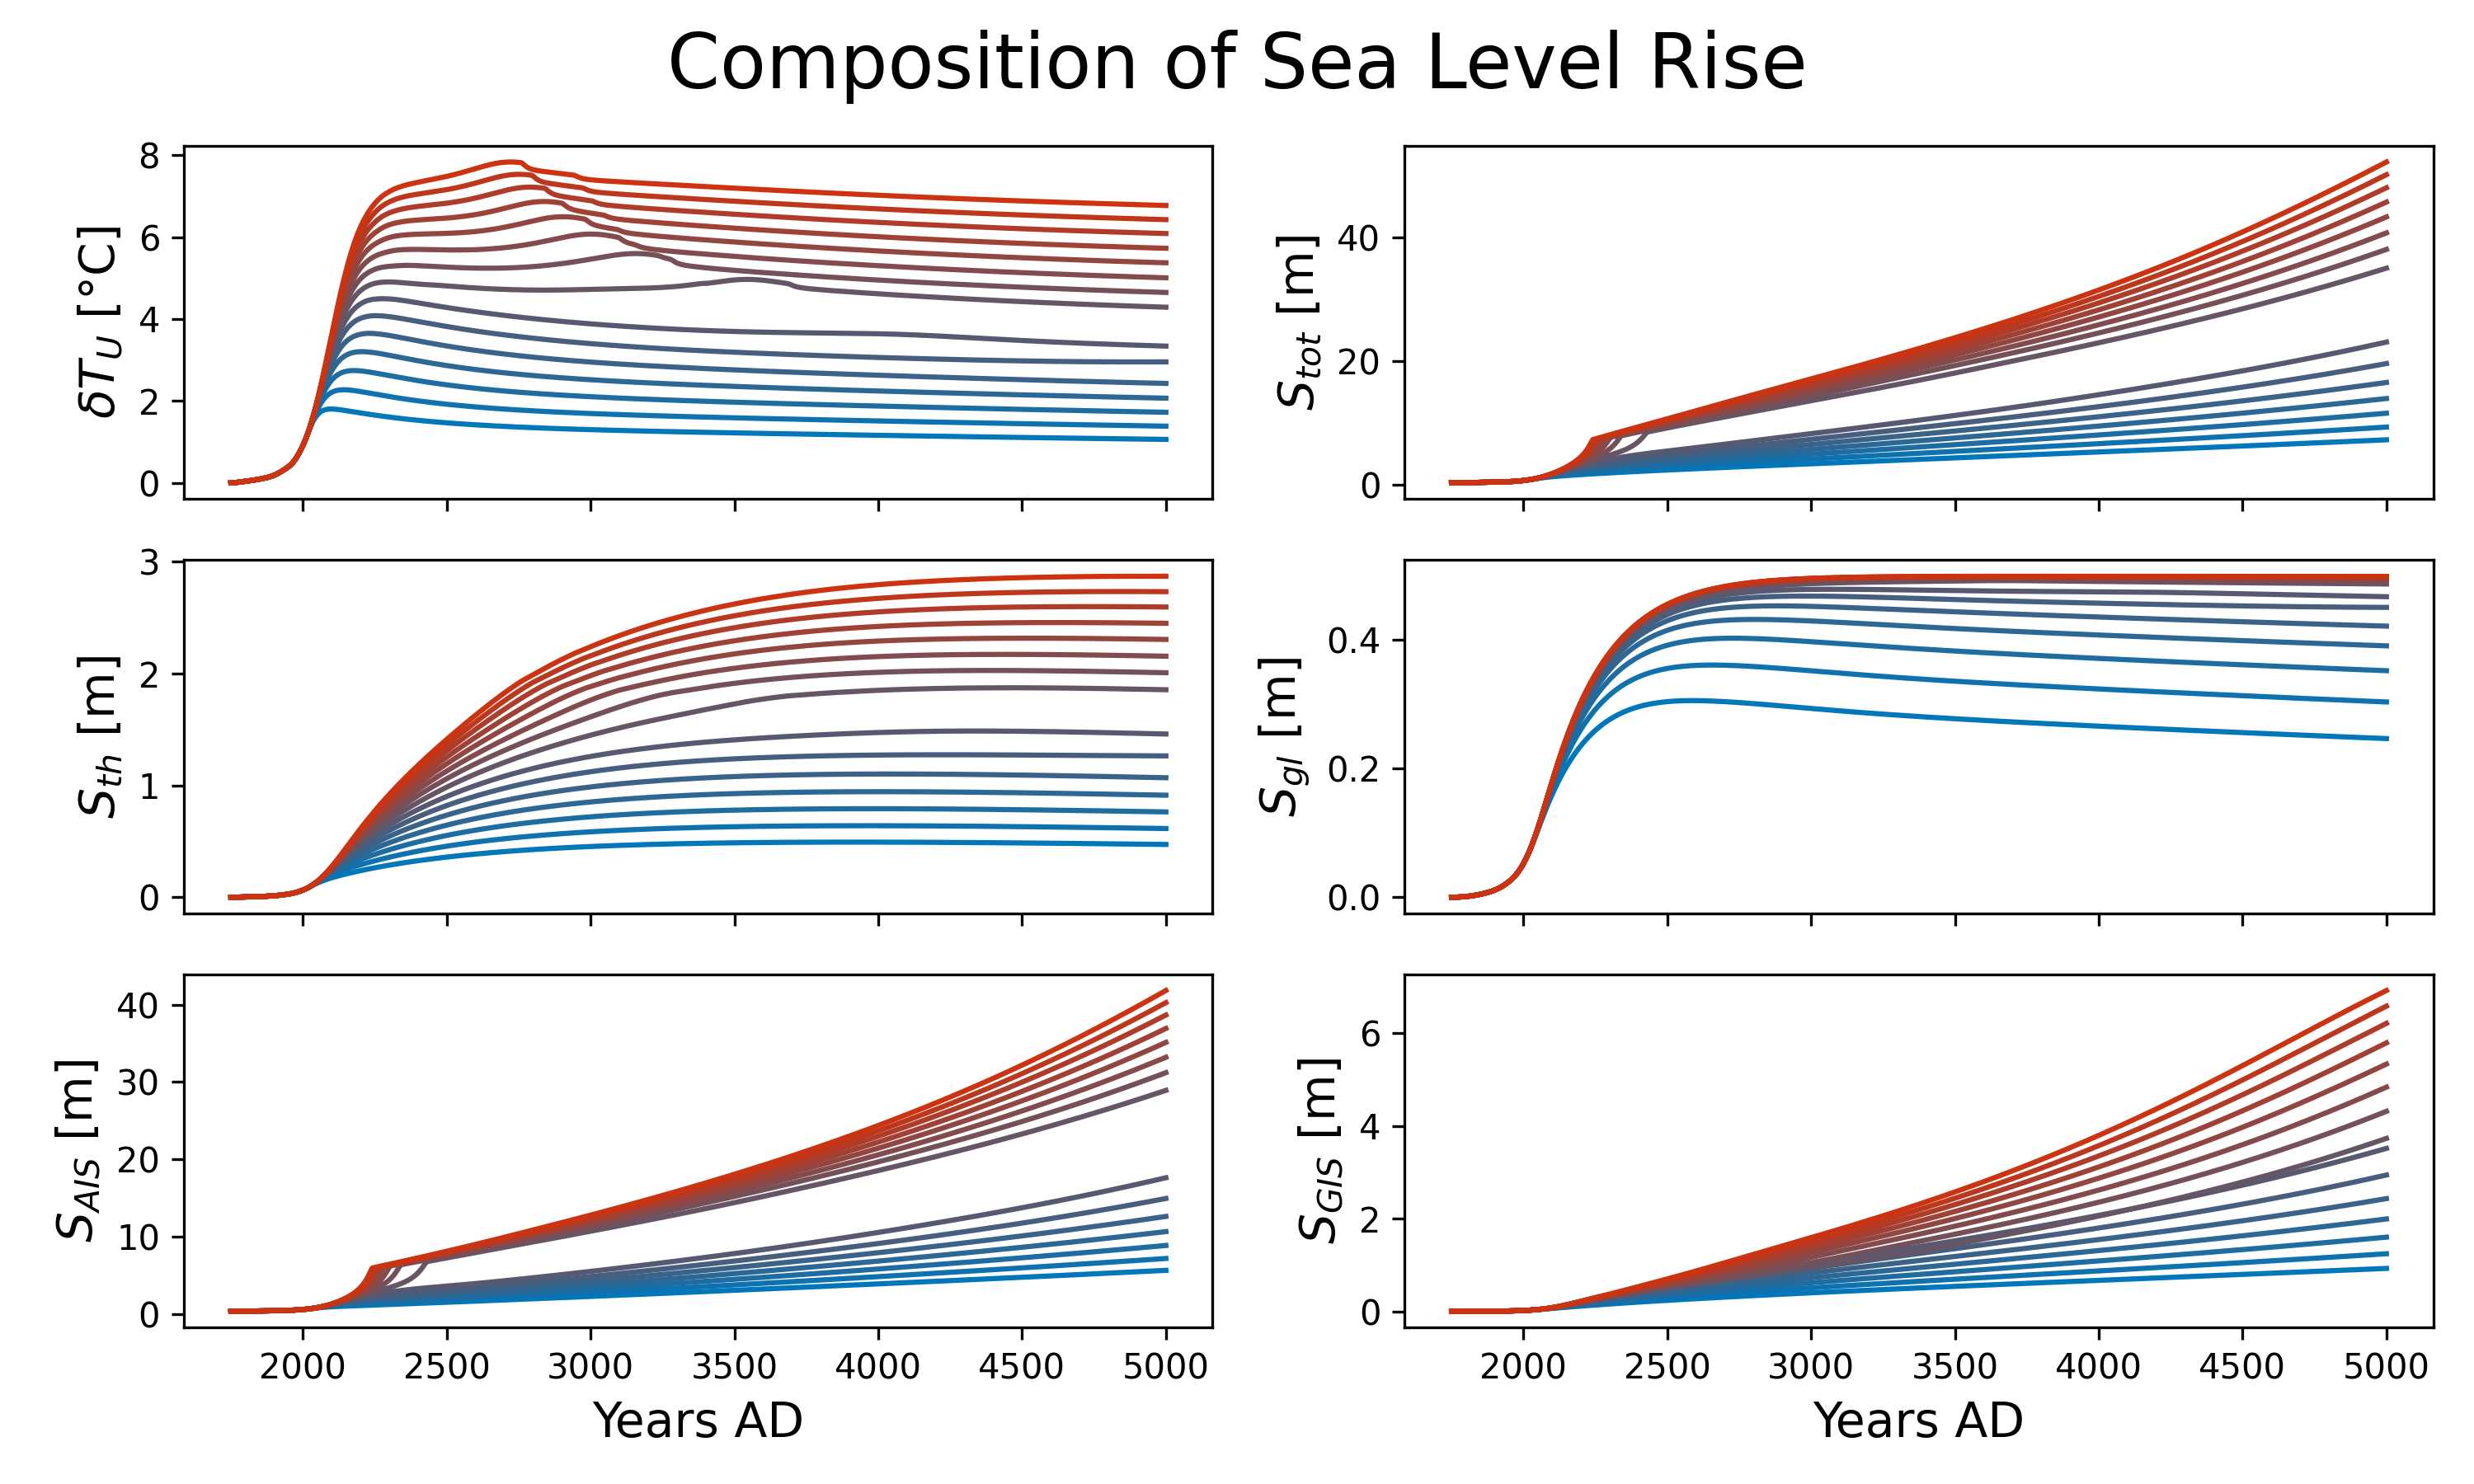 Composition of Sea Level Rise
δT_U [°C]
8
6
4
2
0
S_tot [m]
40
20
0
S_th [m]
3
2
1
0
S_gl [m]
0.4
0.2
0.0
S_AIS [m]
40
30
20
10
0
2000 2500 3000 3500 4000 4500 5000
Years AD
S_GIS [m]
6
4
2
0
2000 2500 3000 3500 4000 4500 5000
Years AD